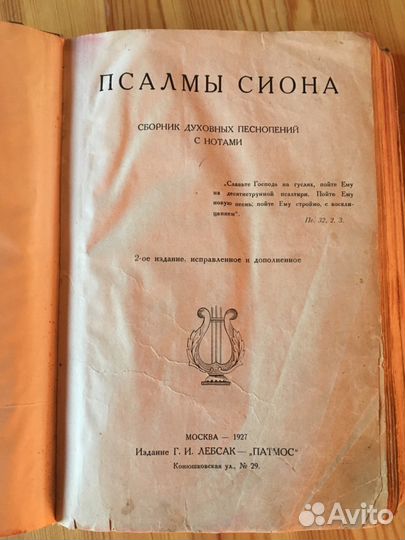 ПСАЛМЫ СИОНА
СБОРНИК ДУХОВНЫХ ПЕСНОПЕНИЙ
С НОТАМИ
„Славьте Господа на гуслях, пойте Ему
на десятиструнной псалтири. Пойте Ему
новую песнь; пойте Ему стройно, с воскли-
цанием".
Пс. 32, 2. 3.
2-ое издание, исправленное и дополненное
МОСКВА — 1927
Издание Г. И. ЛЕБСАК — „ПАТМОС"
Конюшковская ул., № 29.
Avito